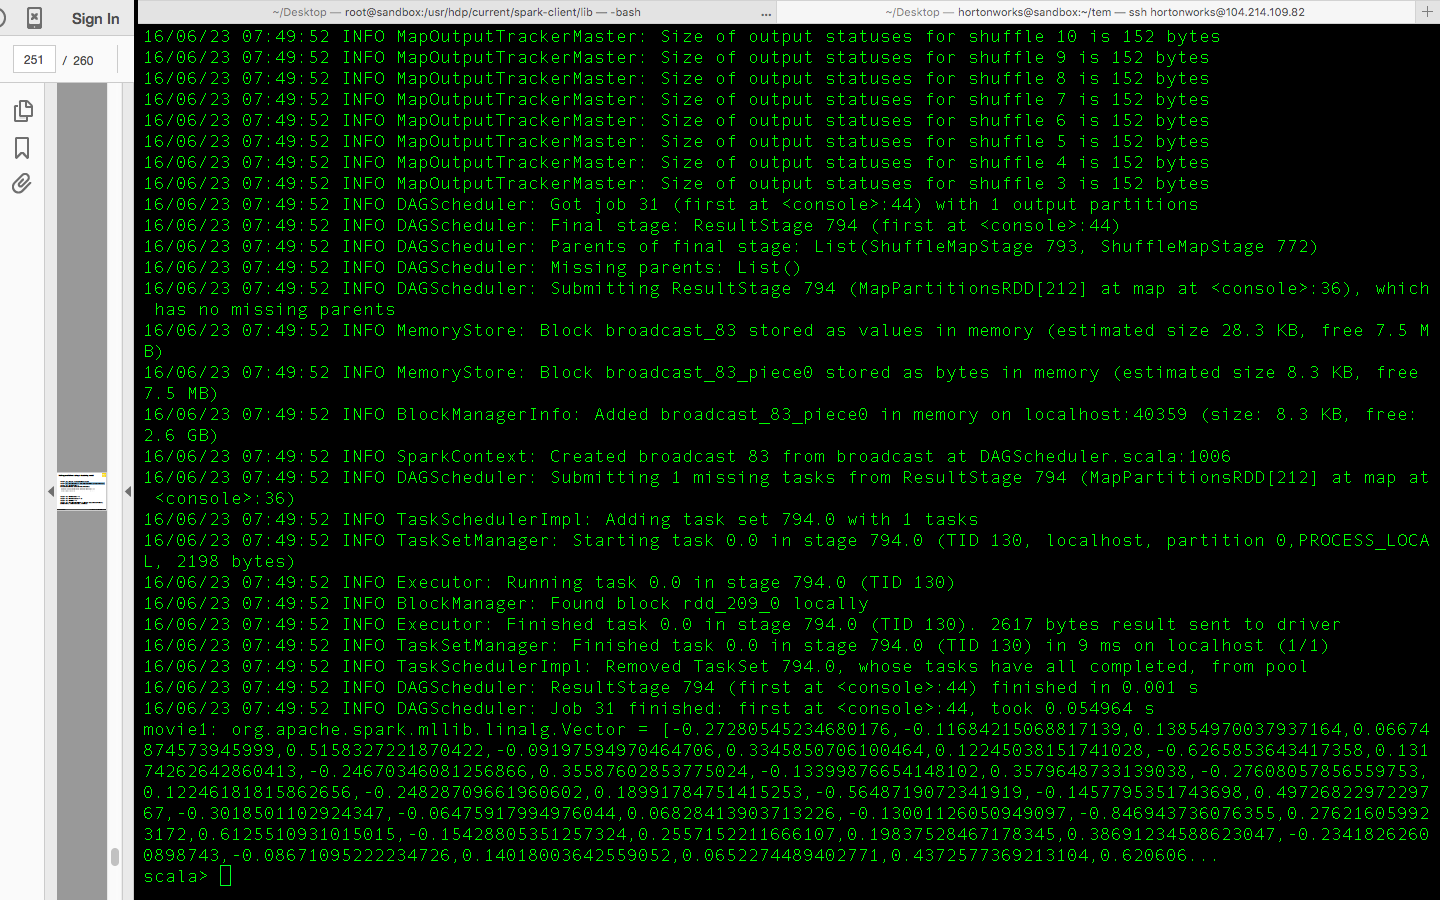 Sign In
251 / 260
~/Desktop — root@sandbox:/usr/hdp/current/spark-client/lib — -bash ...
~/Desktop — hortonworks@sandbox:~/tem — ssh hortonworks@104.214.109.82 +
16/06/23 07:49:52 INFO MapOutputTrackerMaster: Size of output statuses for shuffle 10 is 152 bytes
16/06/23 07:49:52 INFO MapOutputTrackerMaster: Size of output statuses for shuffle 9 is 152 bytes
16/06/23 07:49:52 INFO MapOutputTrackerMaster: Size of output statuses for shuffle 8 is 152 bytes
16/06/23 07:49:52 INFO MapOutputTrackerMaster: Size of output statuses for shuffle 7 is 152 bytes
16/06/23 07:49:52 INFO MapOutputTrackerMaster: Size of output statuses for shuffle 6 is 152 bytes
16/06/23 07:49:52 INFO MapOutputTrackerMaster: Size of output statuses for shuffle 5 is 152 bytes
16/06/23 07:49:52 INFO MapOutputTrackerMaster: Size of output statuses for shuffle 4 is 152 bytes
16/06/23 07:49:52 INFO MapOutputTrackerMaster: Size of output statuses for shuffle 3 is 152 bytes
16/06/23 07:49:52 INFO DAGScheduler: Got job 31 (first at <console>:44) with 1 output partitions
16/06/23 07:49:52 INFO DAGScheduler: Final stage: ResultStage 794 (first at <console>:44)
16/06/23 07:49:52 INFO DAGScheduler: Parents of final stage: List(ShuffleMapStage 793, ShuffleMapStage 772)
16/06/23 07:49:52 INFO DAGScheduler: Missing parents: List()
16/06/23 07:49:52 INFO DAGScheduler: Submitting ResultStage 794 (MapPartitionsRDD[212] at map at <console>:36), which
has no missing parents
16/06/23 07:49:52 INFO MemoryStore: Block broadcast_83 stored as values in memory (estimated size 28.3 KB, free 7.5 M
B)
16/06/23 07:49:52 INFO MemoryStore: Block broadcast_83_piece0 stored as bytes in memory (estimated size 8.3 KB, free
7.5 MB)
16/06/23 07:49:52 INFO BlockManagerInfo: Added broadcast_83_piece0 in memory on localhost:40359 (size: 8.3 KB, free:
2.6 GB)
16/06/23 07:49:52 INFO SparkContext: Created broadcast 83 from broadcast at DAGScheduler.scala:1006
16/06/23 07:49:52 INFO DAGScheduler: Submitting 1 missing tasks from ResultStage 794 (MapPartitionsRDD[212] at map at
<console>:36)
16/06/23 07:49:52 INFO TaskSchedulerImpl: Adding task set 794.0 with 1 tasks
16/06/23 07:49:52 INFO TaskSetManager: Starting task 0.0 in stage 794.0 (TID 130, localhost, partition 0,PROCESS_LOCA
L, 2198 bytes)
16/06/23 07:49:52 INFO Executor: Running task 0.0 in stage 794.0 (TID 130)
16/06/23 07:49:52 INFO BlockManager: Found block rdd_209_0 locally
16/06/23 07:49:52 INFO Executor: Finished task 0.0 in stage 794.0 (TID 130). 2617 bytes result sent to driver
16/06/23 07:49:52 INFO TaskSetManager: Finished task 0.0 in stage 794.0 (TID 130) in 9 ms on localhost (1/1)
16/06/23 07:49:52 INFO TaskSchedulerImpl: Removed TaskSet 794.0, whose tasks have all completed, from pool
16/06/23 07:49:52 INFO DAGScheduler: ResultStage 794 (first at <console>:44) finished in 0.001 s
16/06/23 07:49:52 INFO DAGScheduler: Job 31 finished: first at <console>:44, took 0.054964 s
movie1: org.apache.spark.mllib.linalg.Vector = [-0.27280545234680176,-0.11684215068817139,0.13854970037937164,0.06674
874573945999,0.5158327221870422,-0.09197594970464706,0.3345850706100464,0.12245038151741028,-0.6265853643417358,0.131
74262642860413,-0.24670346081256866,0.35587602853775024,-0.13399876654148102,0.3579648733139038,-0.27608057856559753,
0.12246181815862656,-0.24828709661960602,0.18991784751415253,-0.5648719072341919,-0.1457795351743698,0.49726822972297
67,-0.3018501102924347,-0.06475917994976044,0.06828413903713226,-0.13001126050949097,-0.846943736076355,0.27621605992
3172,0.6125510931015015,-0.15428805351257324,0.2557152211666107,0.19837528467178345,0.38691234588623047,-0.2341826260
0898743,-0.08671095222234726,0.14018003642559052,0.0652274489402771,0.4372577369213104,0.620606...
scala>